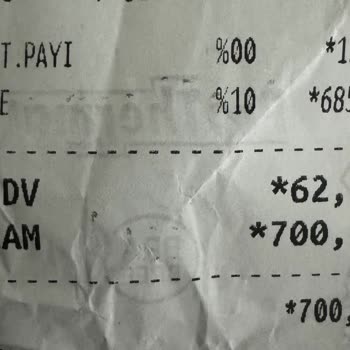 T.PAYI %00 *1
E %10 *685
DV *62,
AM *700,
*700,